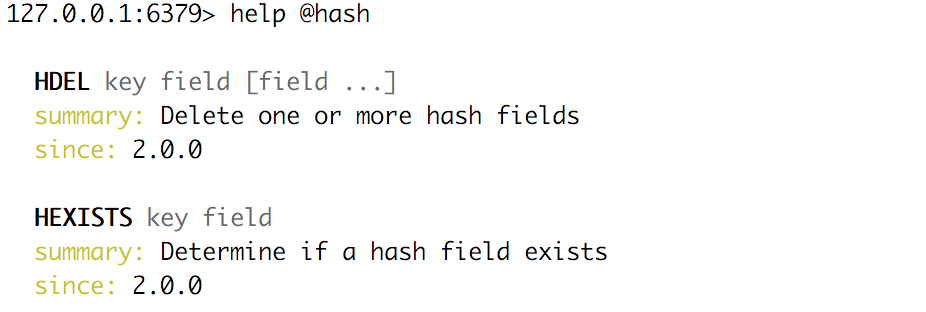 127.0.0.1:6379> help @hash
HDEL key field [field ...]
summary: Delete one or more hash fields
since: 2.0.0
HEXISTS key field
summary: Determine if a hash field exists
since: 2.0.0